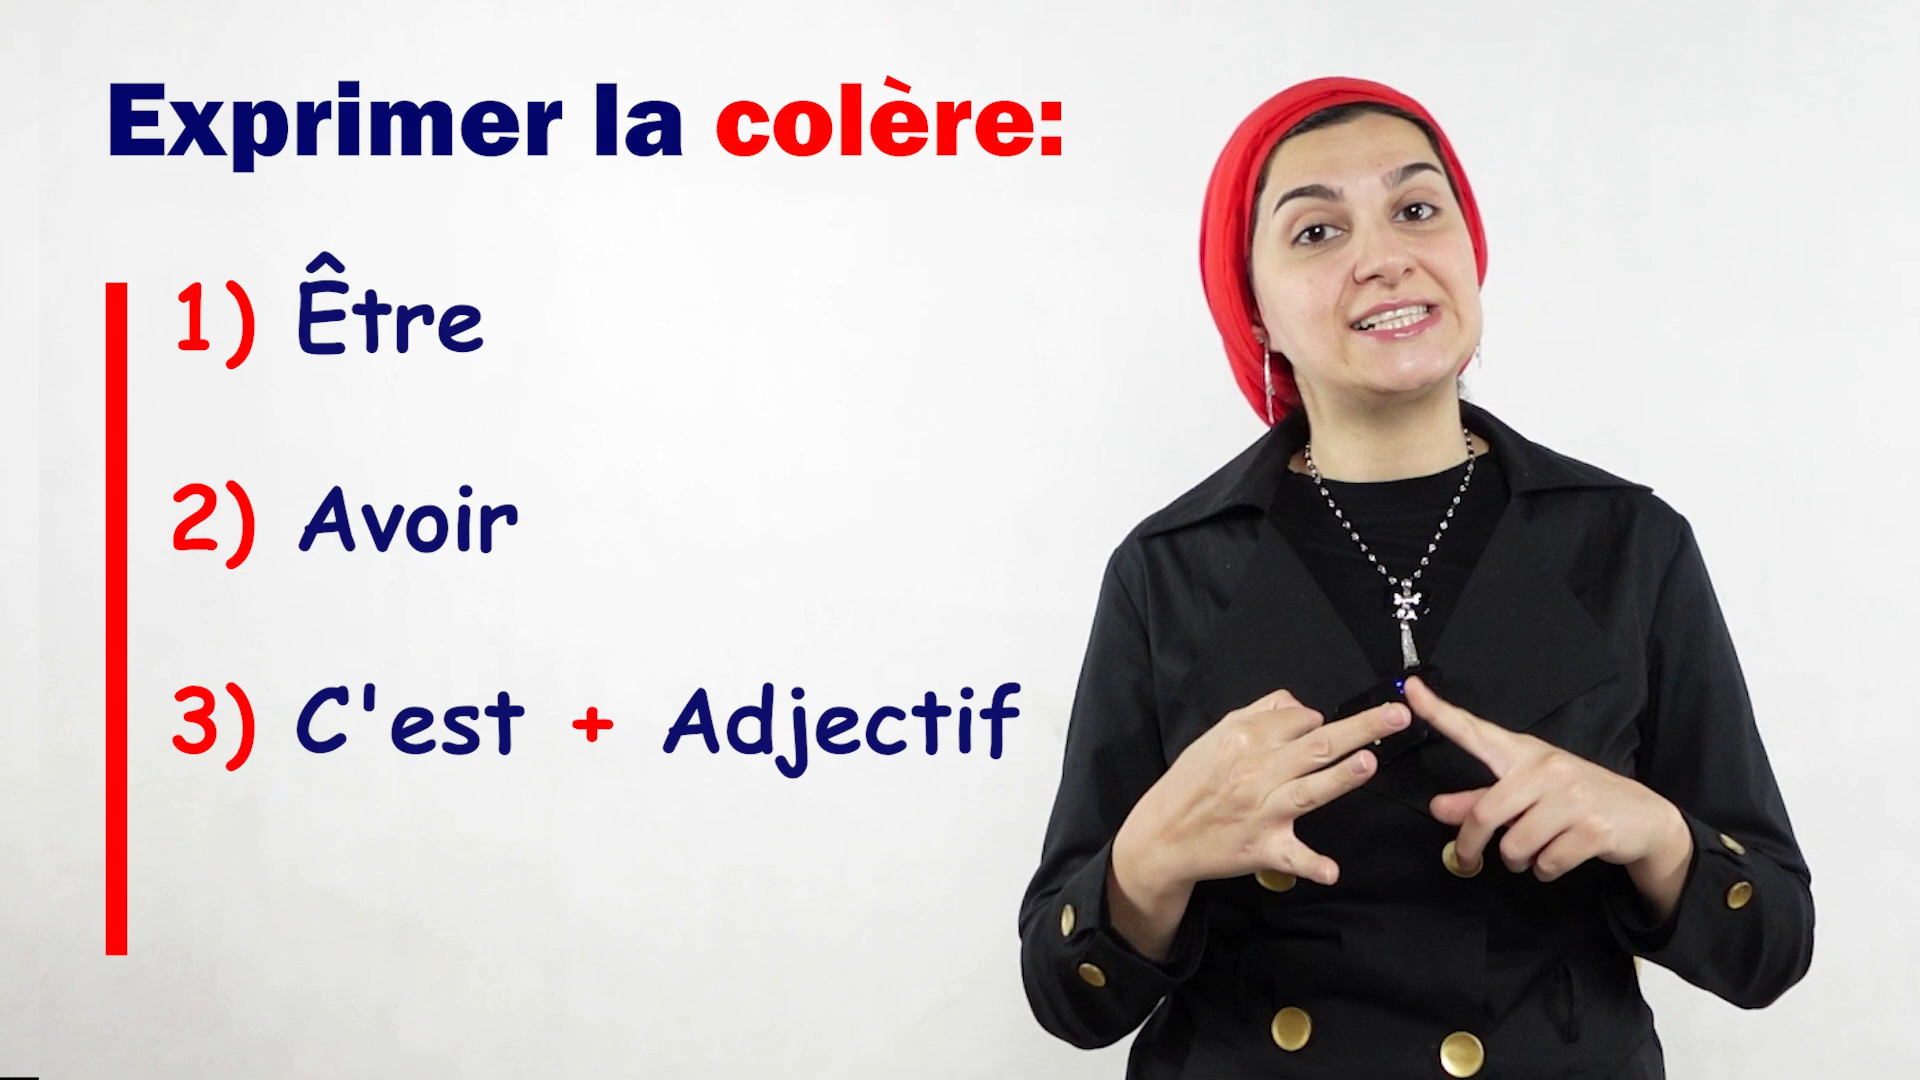 Exprimer la colère:
1) Être
2) Avoir
3) C'est + Adjectif